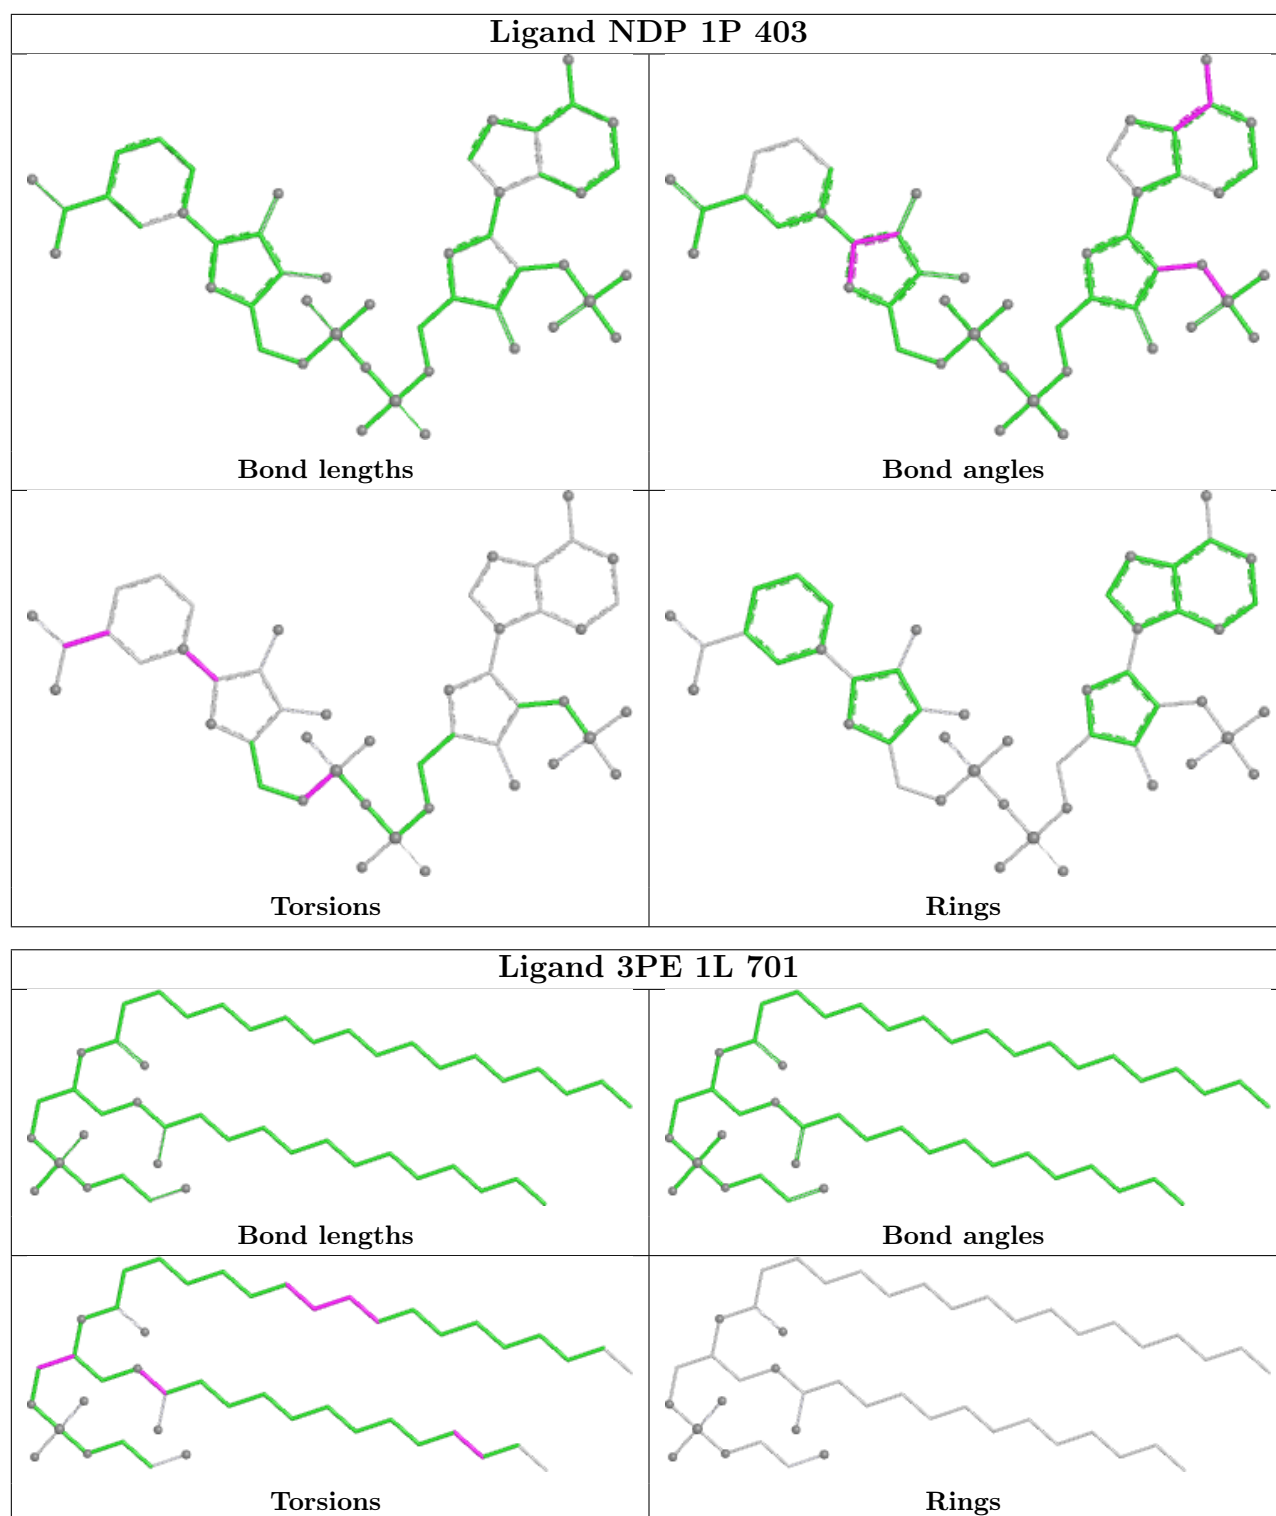 Ligand NDP 1P 403
Bond lengths
Bond angles
Torsions
Rings
Ligand 3PE 1L 701
Bond lengths
Bond angles
Torsions
Rings